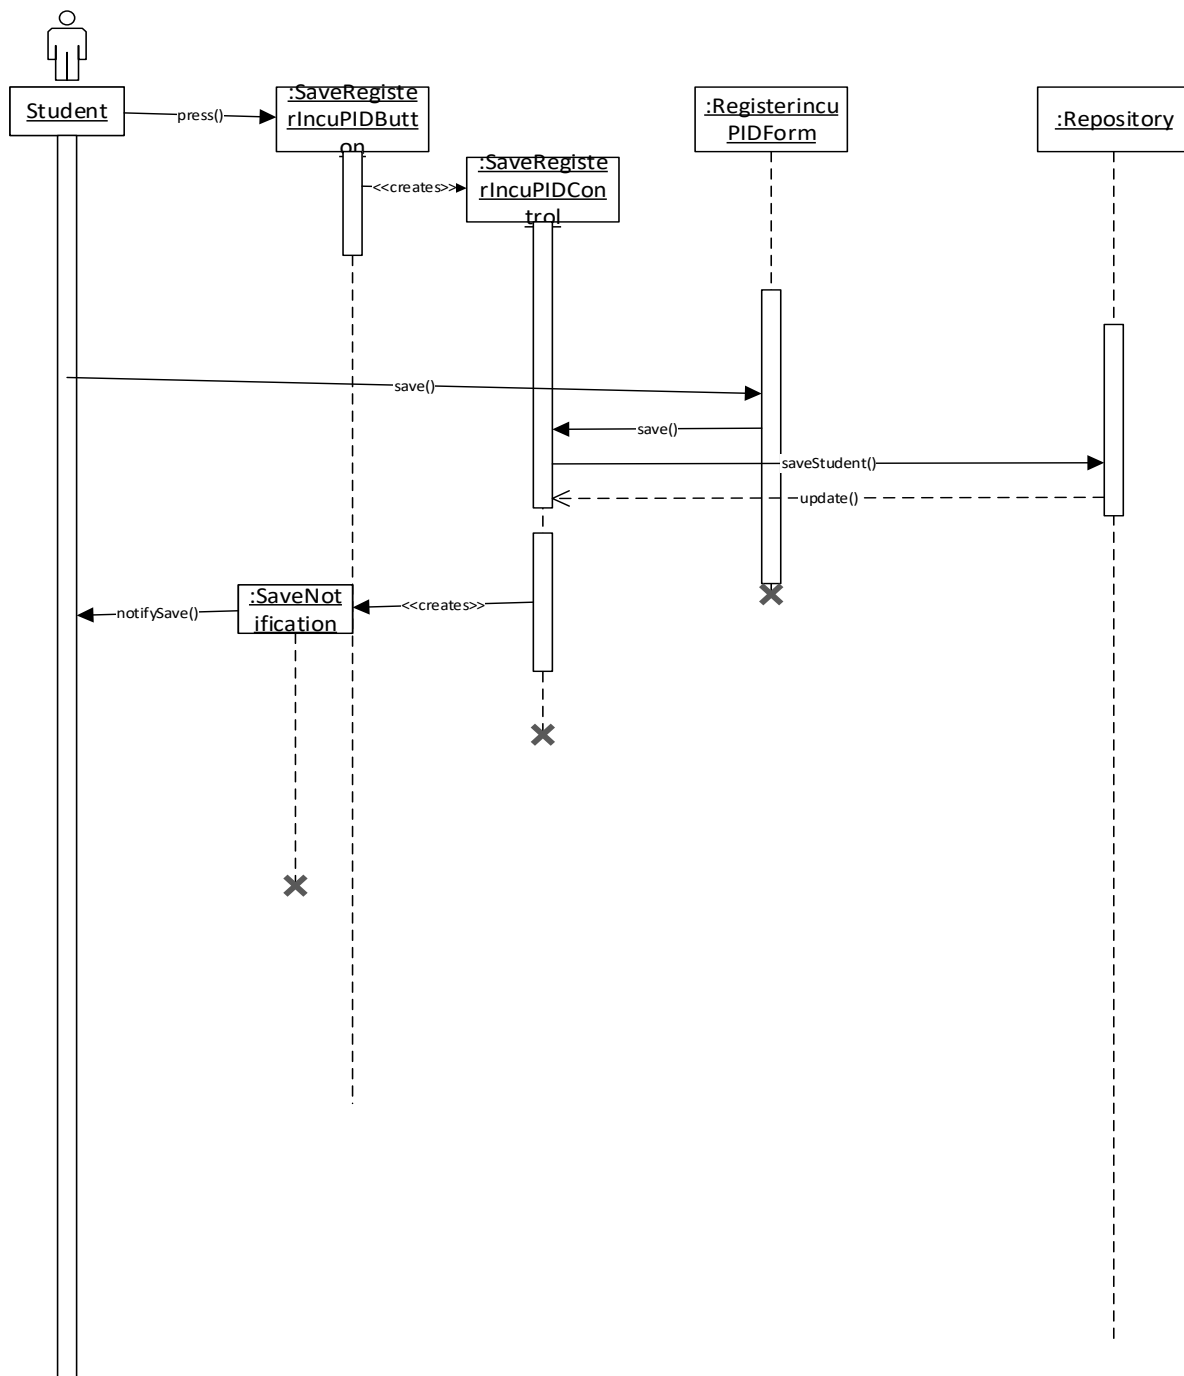 Student
press()
:SaveRegiste
rIncuPIDButt
on
<<creates>>
:SaveRegiste
rIncuPIDCon
trol
:Registerincu
PIDForm
:Repository
save()
save()
saveStudent()
update()
:SaveNot
ification
<<creates>>
notifySave()